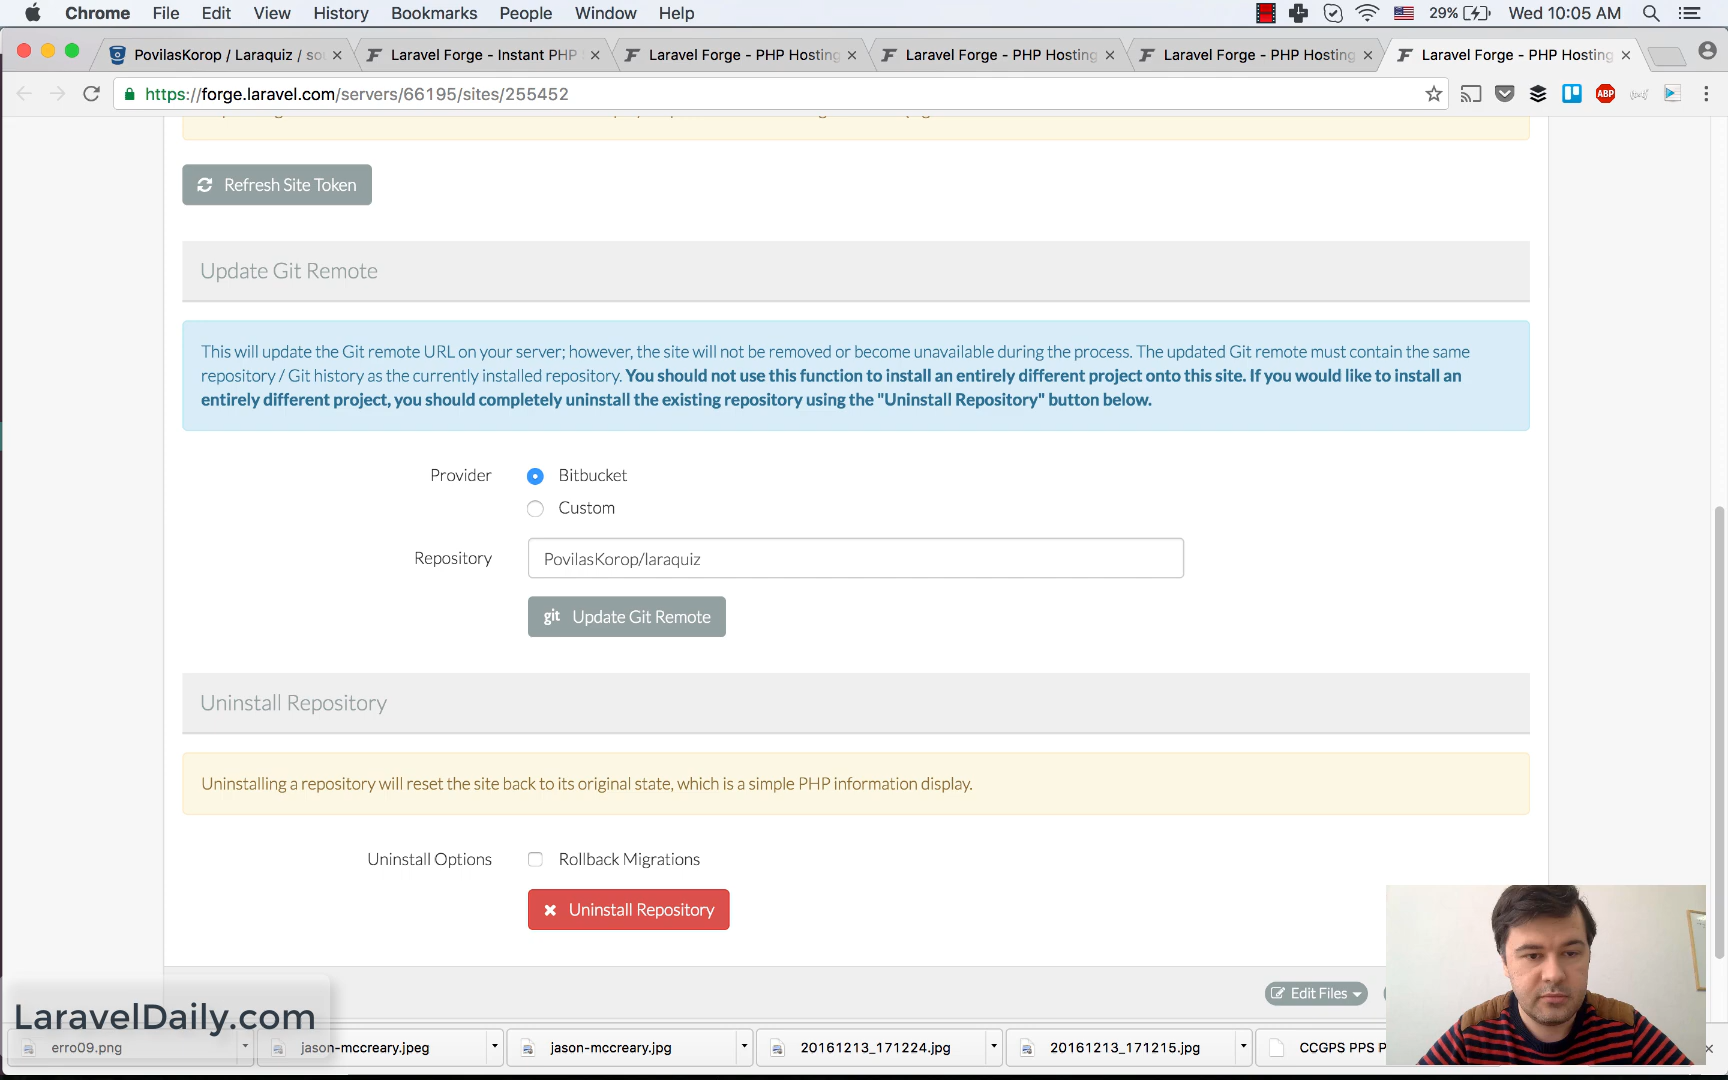 Chrome File Edit View History Bookmarks People Window Help 29% Wed 10:05 AM
PovilasKorop / Laraquiz / so Laravel Forge - Instant PHP Laravel Forge - PHP Hosting Laravel Forge - PHP Hosting Laravel Forge - PHP Hosting Laravel Forge - PHP Hosting
https://forge.laravel.com/servers/66195/sites/255452 ABP
Refresh Site Token
Update Git Remote
This will update the Git remote URL on your server; however, the site will not be removed or become unavailable during the process. The updated Git remote must contain the same
repository / Git history as the currently installed repository. You should not use this function to install an entirely different project onto this site. If you would like to install an
entirely different project, you should completely uninstall the existing repository using the "Uninstall Repository" button below.
Provider Bitbucket
Custom
Repository PovilasKorop/laraquiz
git Update Git Remote
Uninstall Repository
Uninstalling a repository will reset the site back to its original state, which is a simple PHP information display.
Uninstall Options Rollback Migrations
Uninstall Repository
Edit Files
LaravelDaily.com
erro09.png jason-mccreary.jpeg jason-mccreary.jpg 20161213_171224.jpg 20161213_171215.jpg CCGPS PPS P